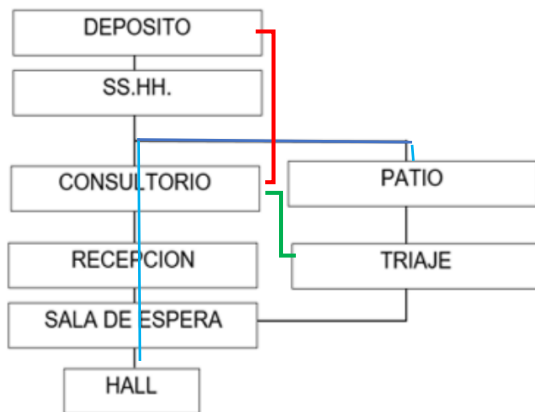 DEPOSITO
SS.HH.
CONSULTORIO
PATIO
RECEPCION
TRIAJE
SALA DE ESPERA
HALL